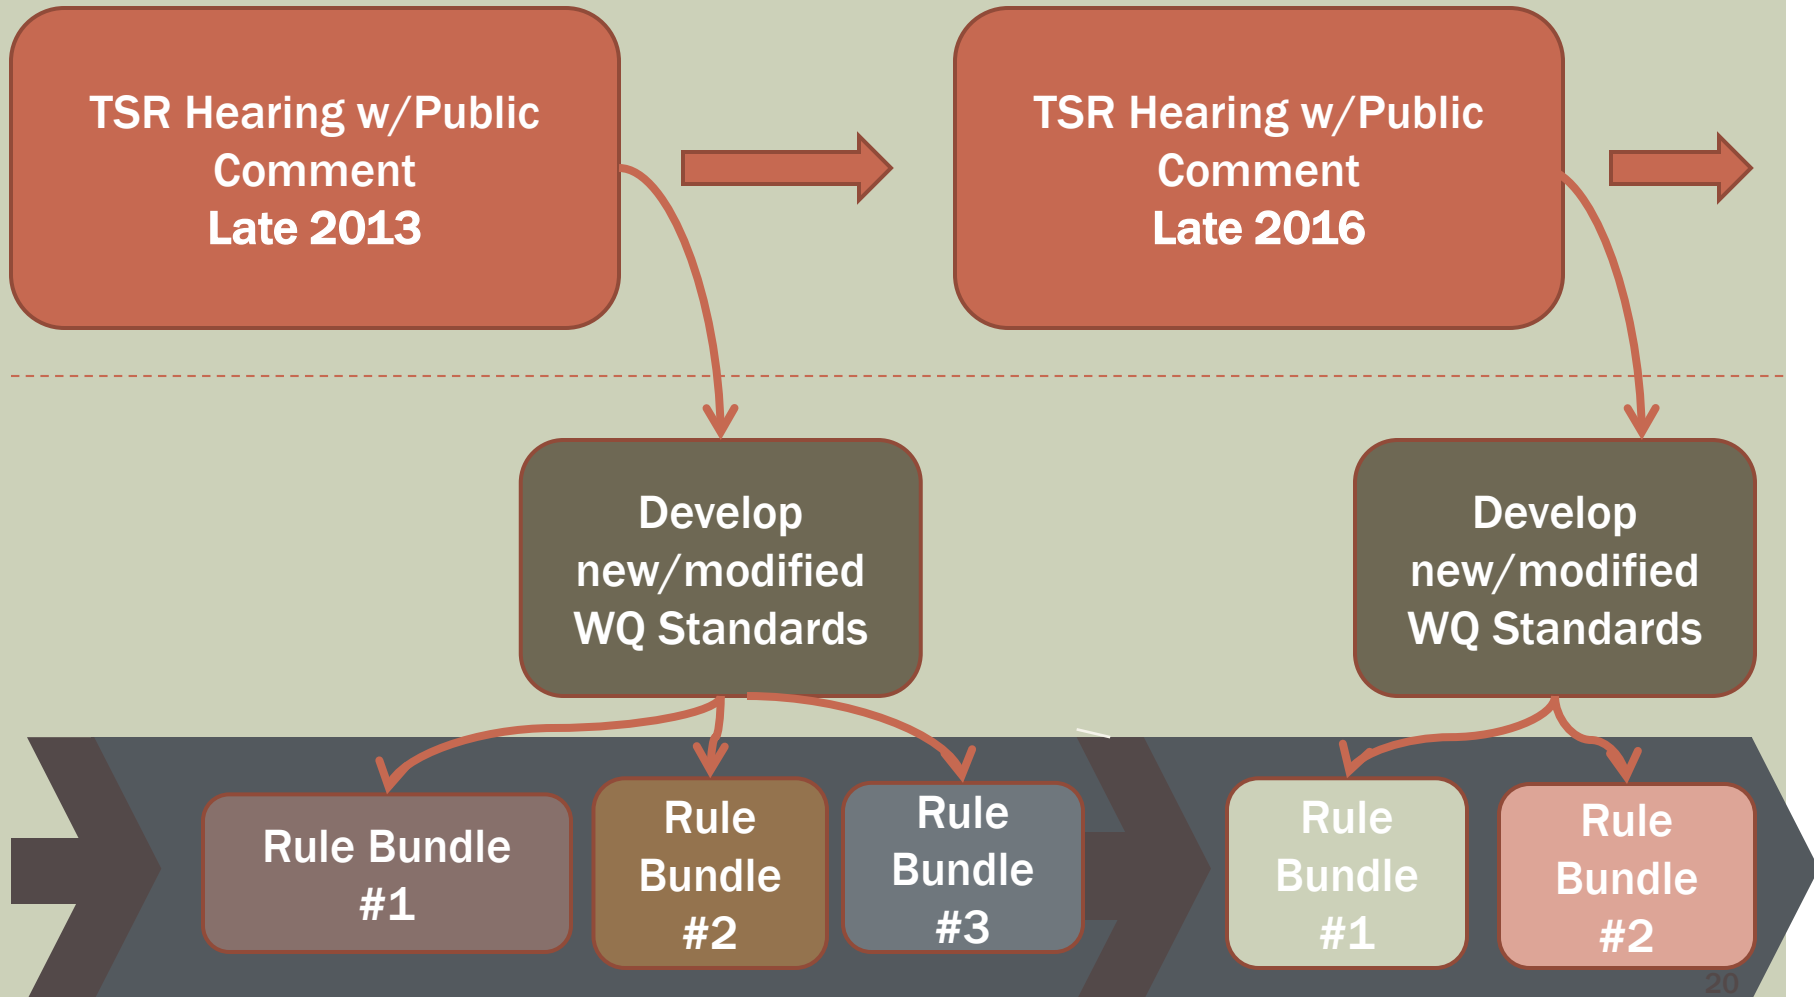 TSR Hearing w/Public
Comment
Late 2013
TSR Hearing w/Public
Comment
Late 2016
Develop
new/modified
WQ Standards
Develop
new/modified
WQ Standards
Rule Bundle
#1
Rule
Bundle
#2
Rule
Bundle
#3
Rule
Bundle
#1
Rule
Bundle
#2
20